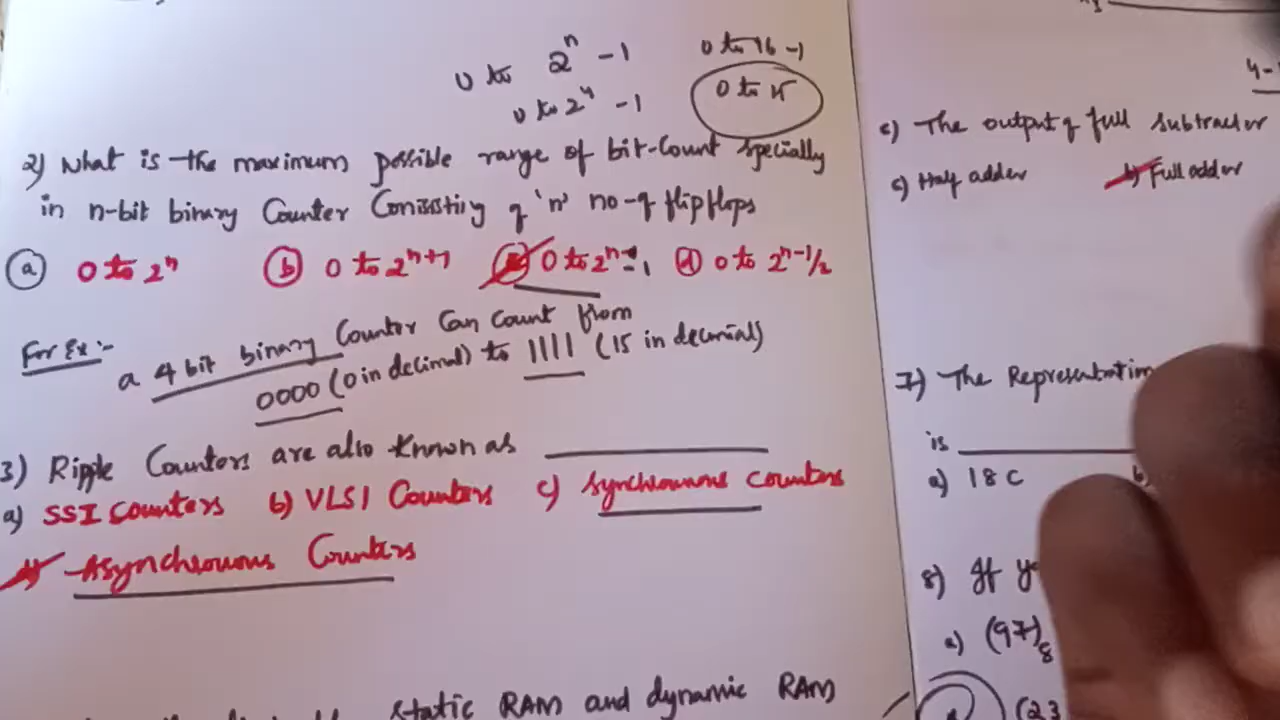 0 to 2ⁿ -1
0 to 16-1
0 to 2⁴ -1
0 to 15
2) What is the maximum possible range of bit-count specially
in n-bit binary Counter Consisting of 'n' no-of flipflops
(a) 0 to 2ⁿ (b) 0 to 2ⁿ⁺¹ (c) 0 to 2ⁿ-1 (d) 0 to 2ⁿ⁻¹/²
For Ex:-
a 4 bit binary Counter Can Count from
0000 (0 in decimal) to 1111 (15 in decimal)
3) Ripple Counters are also known as ________
a) SSI counters b) VLSI Counters c) Synchronous counters
d) Asynchronous Counters
static RAM and dynamic RAM
The output of full subtractor
Half adder b) Full adder
7) The Representation
is ________
a) 18C b)
8) If
a) (97)₈
(23